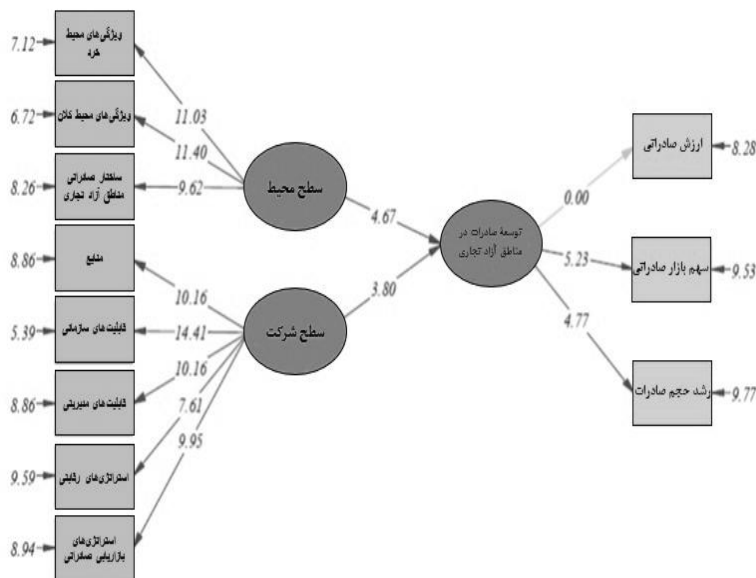 7.12
ویژگی‌های محیط
خرد
11.03
6.72
ویژگی‌های محیط کلان
11.40
8.26
ساختار صادراتی
مناطق آزاد تجاری
9.62
سطح محیط
4.67
8.86
منابع
10.16
5.39
قابلیت‌های سازمانی
14.41
8.86
قابلیت‌های مدیریتی
10.16
9.59
استراتژی‌های رقابتی
7.61
8.94
استراتژی‌های
بازاریابی صادراتی
9.95
سطح شرکت
3.80
توسعهٔ صادرات در
مناطق آزاد تجاری
0.00
ارزش صادراتی
8.28
5.23
سهم بازار صادراتی
9.53
4.77
رشد حجم صادرات
9.77